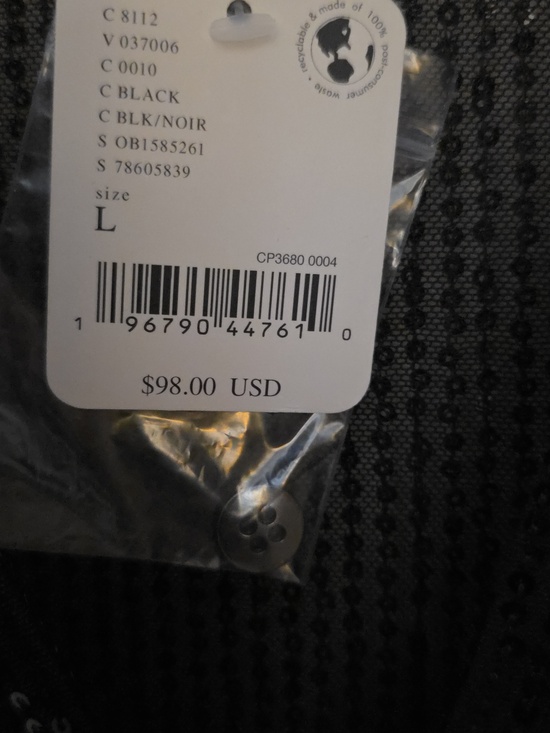 C 8112
V 037006
C 0010
C BLACK
C BLK/NOIR
S OB1585261
S 78605839
size
L
recyclable & made of 100% post-consumer waste •
CP3680 0004
1 96790 44761 0
$98.00 USD